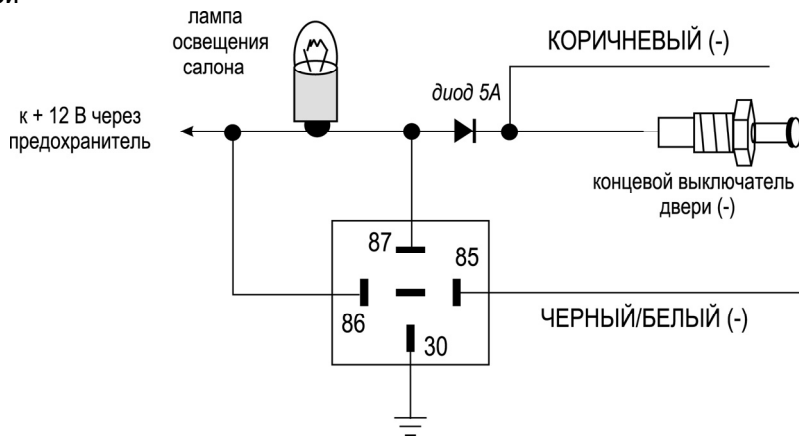 лампа
освещения
салона
КОРИЧНЕВЫЙ (-)
диод 5А
к + 12 В через
предохранитель
концевой выключатель
двери (-)
87
85
86
30
ЧЕРНЫЙ/БЕЛЫЙ (-)